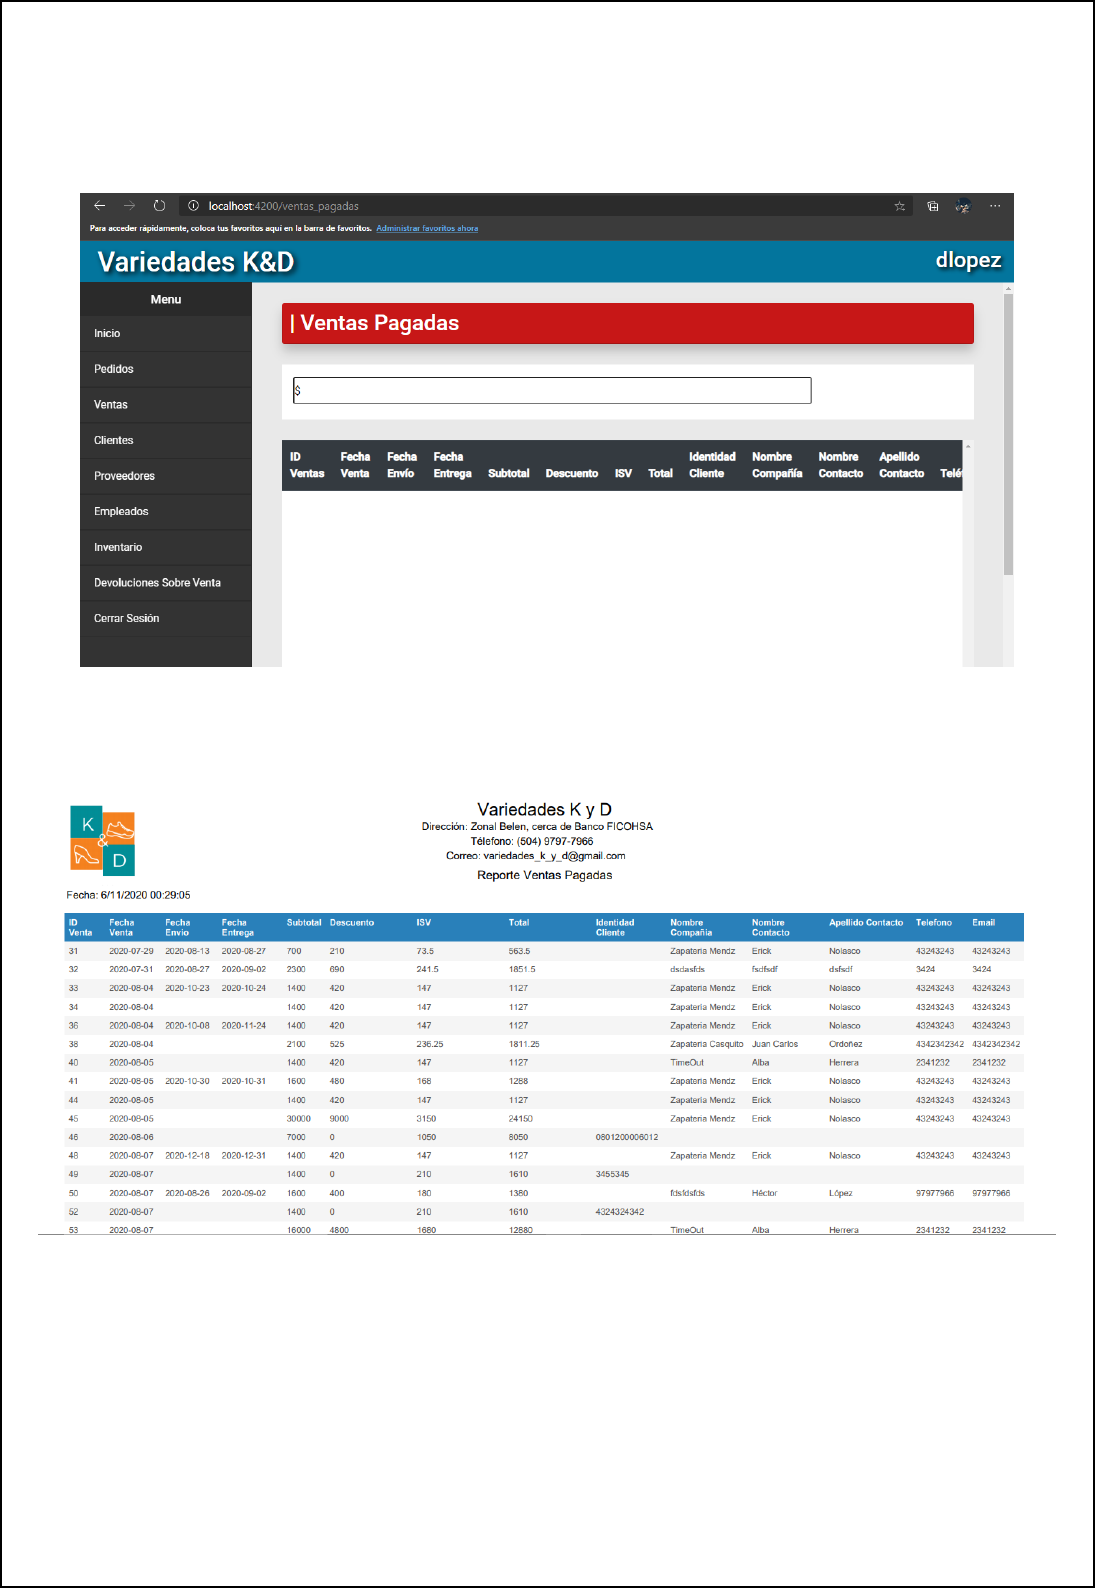 localhost:4200/ventas_pagadas
Para acceder rápidamente, coloca tus favoritos aquí en la barra de favoritos. Administrar favoritos ahora
Variedades K&D
dlopez
Menu
Inicio
Pedidos
Ventas
Clientes
Proveedores
Empleados
Inventario
Devoluciones Sobre Venta
Cerrar Sesión
| Ventas Pagadas
$
ID Ventas Fecha Venta Fecha Envío Fecha Entrega Subtotal Descuento ISV Total Identidad Cliente Nombre Compañía Nombre Contacto Apellido Contacto Teléf
K & D
Variedades K y D
Dirección: Zonal Belen, cerca de Banco FICOHSA
Télefono: (504) 9797-7966
Correo: variedades_k_y_d@gmail.com
Reporte Ventas Pagadas
Fecha: 6/11/2020 00:29:05
ID Venta Fecha Venta Fecha Envio Fecha Entrega Subtotal Descuento ISV Total Identidad Cliente Nombre Compañia Nombre Contacto Apellido Contacto Telefono Email
31 2020-07-29 2020-08-13 2020-08-27 700 210 73.5 563.5 Zapateria Mendz Erick Nolasco 43243243 43243243
32 2020-07-31 2020-08-27 2020-09-02 2300 690 241.5 1851.5 dsdasfds fsdfsdf dsfsdf 3424 3424
33 2020-08-04 2020-10-23 2020-10-24 1400 420 147 1127 Zapateria Mendz Erick Nolasco 43243243 43243243
34 2020-08-04 1400 420 147 1127 Zapateria Mendz Erick Nolasco 43243243 43243243
36 2020-08-04 2020-10-08 2020-11-24 1400 420 147 1127 Zapateria Mendz Erick Nolasco 43243243 43243243
38 2020-08-04 2100 525 236.25 1811.25 Zapateria Casquito Juan Carlos Ordoñez 4342342342 4342342342
40 2020-08-05 1400 420 147 1127 TimeOut Alba Herrera 2341232 2341232
41 2020-08-05 2020-10-30 2020-10-31 1600 480 168 1288 Zapateria Mendz Erick Nolasco 43243243 43243243
44 2020-08-05 1400 420 147 1127 Zapateria Mendz Erick Nolasco 43243243 43243243
45 2020-08-05 30000 9000 3150 24150 Zapateria Mendz Erick Nolasco 43243243 43243243
46 2020-08-06 7000 0 1050 8050 0801200006012
48 2020-08-07 2020-12-18 2020-12-31 1400 420 147 1127 Zapateria Mendz Erick Nolasco 43243243 43243243
49 2020-08-07 1400 0 210 1610 3455345
50 2020-08-07 2020-08-26 2020-09-02 1600 400 180 1380 fdsfdsfds Héctor López 97977966 97977966
52 2020-08-07 1400 0 210 1610 4324324342
53 2020-08-07 16000 4800 1680 12880 TimeOut Alba Herrera 2341232 2341232